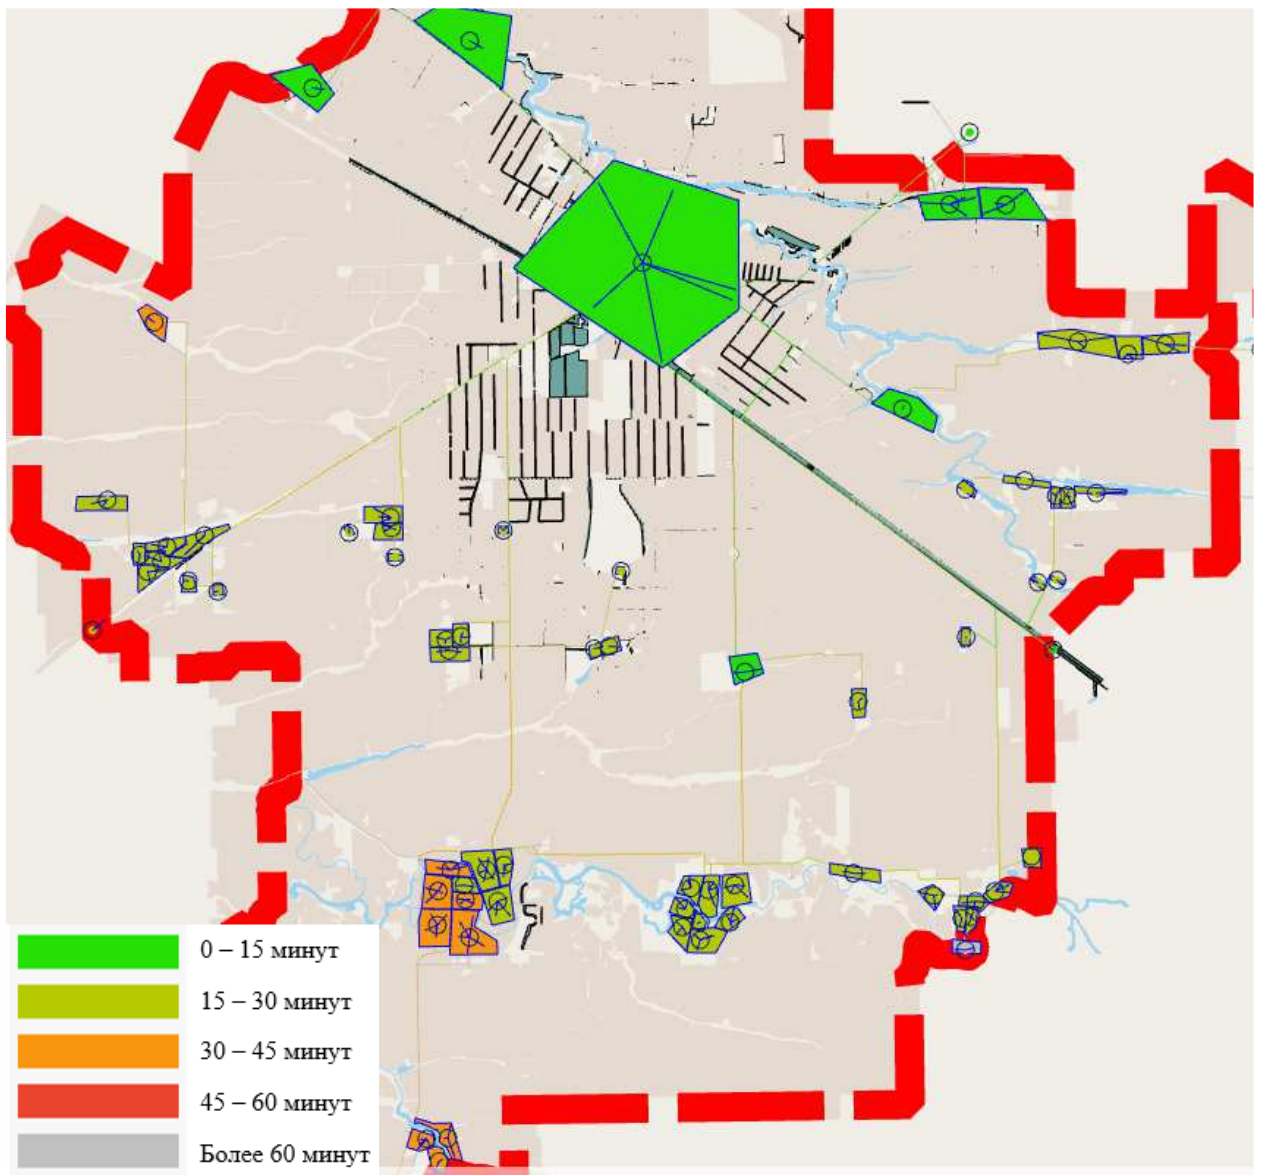 0 – 15 минут
15 – 30 минут
30 – 45 минут
45 – 60 минут
Более 60 минут